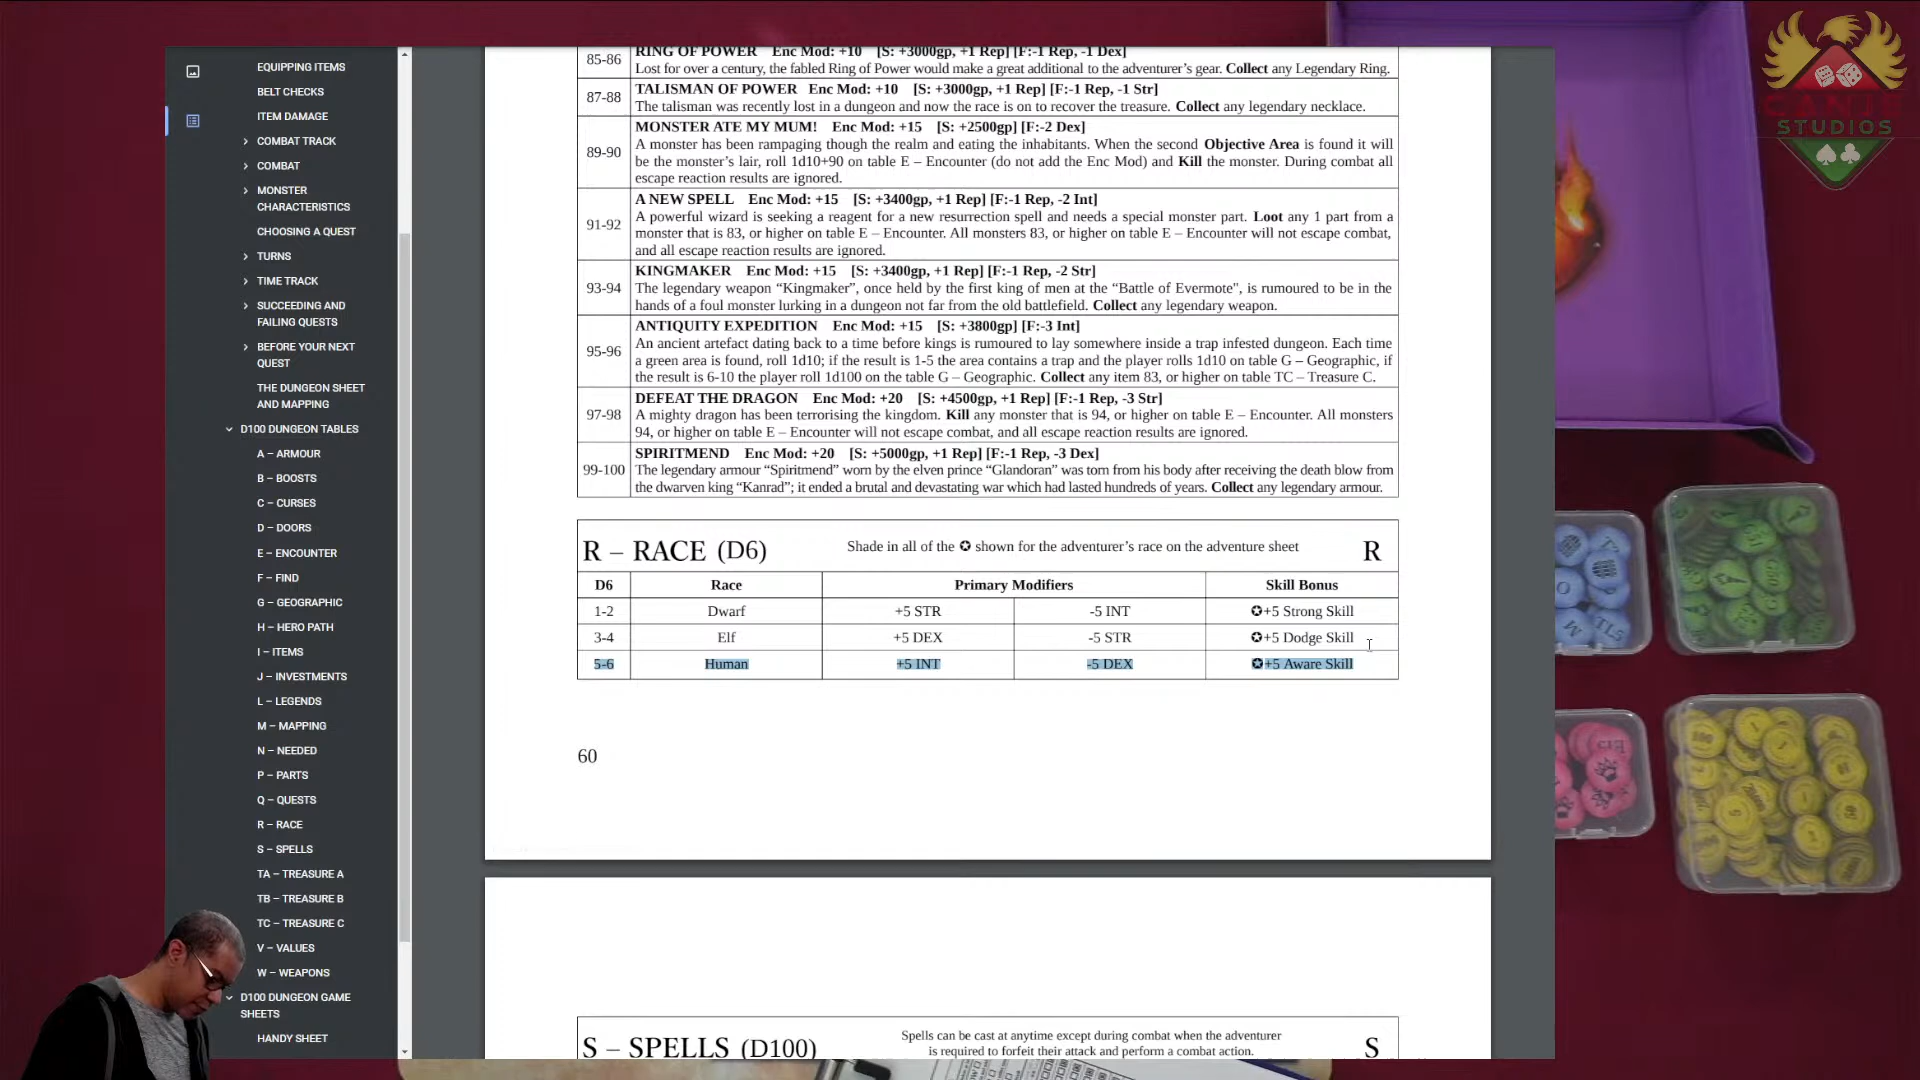 EQUIPPING ITEMS
BELT CHECKS
ITEM DAMAGE
COMBAT TRACK
COMBAT
MONSTER
CHARACTERISTICS
CHOOSING A QUEST
TURNS
TIME TRACK
SUCCEEDING AND
FAILING QUESTS
BEFORE YOUR NEXT
QUEST
THE DUNGEON SHEET
AND MAPPING
D100 DUNGEON TABLES
A – ARMOUR
B – BOOSTS
C – CURSES
D – DOORS
E – ENCOUNTER
F – FIND
G – GEOGRAPHIC
H – HERO PATH
I – ITEMS
J – INVESTMENTS
L – LEGENDS
M – MAPPING
N – NEEDED
P – PARTS
Q – QUESTS
R – RACE
S – SPELLS
TA – TREASURE A
TB – TREASURE B
TC – TREASURE C
V – VALUES
W – WEAPONS
D100 DUNGEON GAME
SHEETS
HANDY SHEET
85-86
RING OF POWER Enc Mod: +10 [S: +3000gp, +1 Rep] [F:-1 Rep, -1 Dex]
Lost for over a century, the fabled Ring of Power would make a great additional to the adventurer's gear. Collect any Legendary Ring.
87-88
TALISMAN OF POWER Enc Mod: +10 [S: +3000gp, +1 Rep] [F:-1 Rep, -1 Str]
The talisman was recently lost in a dungeon and now the race is on to recover the treasure. Collect any legendary necklace.
89-90
MONSTER ATE MY MUM! Enc Mod: +15 [S: +2500gp] [F:-2 Dex]
A monster has been rampaging though the realm and eating the inhabitants. When the second Objective Area is found it will
be the monster's lair, roll 1d10+90 on table E – Encounter (do not add the Enc Mod) and Kill the monster. During combat all
escape reaction results are ignored.
91-92
A NEW SPELL Enc Mod: +15 [S: +3400gp, +1 Rep] [F:-1 Rep, -2 Int]
A powerful wizard is seeking a reagent for a new resurrection spell and needs a special monster part. Loot any 1 part from a
monster that is 83, or higher on table E – Encounter. All monsters 83, or higher on table E – Encounter will not escape combat,
and all escape reaction results are ignored.
93-94
KINGMAKER Enc Mod: +15 [S: +3400gp, +1 Rep] [F:-1 Rep, -2 Str]
The legendary weapon “Kingmaker”, once held by the first king of men at the “Battle of Evermote", is rumoured to be in the
hands of a foul monster lurking in a dungeon not far from the old battlefield. Collect any legendary weapon.
95-96
ANTIQUITY EXPEDITION Enc Mod: +15 [S: +3800gp] [F:-3 Int]
An ancient artefact dating back to a time before kings is rumoured to lay somewhere inside a trap infested dungeon. Each time
a green area is found, roll 1d10; if the result is 1-5 the area contains a trap and the player rolls 1d10 on table G – Geographic, if
the result is 6-10 the player roll 1d100 on the table G – Geographic. Collect any item 83, or higher on table TC – Treasure C.
97-98
DEFEAT THE DRAGON Enc Mod: +20 [S: +4500gp, +1 Rep] [F:-1 Rep, -3 Str]
A mighty dragon has been terrorising the kingdom. Kill any monster that is 94, or higher on table E – Encounter. All monsters
94, or higher on table E – Encounter will not escape combat, and all escape reaction results are ignored.
99-100
SPIRITMEND Enc Mod: +20 [S: +5000gp, +1 Rep] [F:-1 Rep, -3 Dex]
The legendary armour “Spiritmend” worn by the elven prince “Glandoran” was torn from his body after receiving the death blow from
the dwarven king “Kanrad”; it ended a brutal and devastating war which had lasted hundreds of years. Collect any legendary armour.
R – RACE (D6) Shade in all of the ✪ shown for the adventurer's race on the adventure sheet R
D6 Race Primary Modifiers Skill Bonus
1-2 Dwarf +5 STR -5 INT ✪+5 Strong Skill
3-4 Elf +5 DEX -5 STR ✪+5 Dodge Skill
5-6 Human +5 INT -5 DEX ✪+5 Aware Skill
60
S – SPELLS (D100) Spells can be cast at anytime except during combat when the adventurer S
is required to forfeit their attack and perform a combat action.
CANIE
STUDIOS